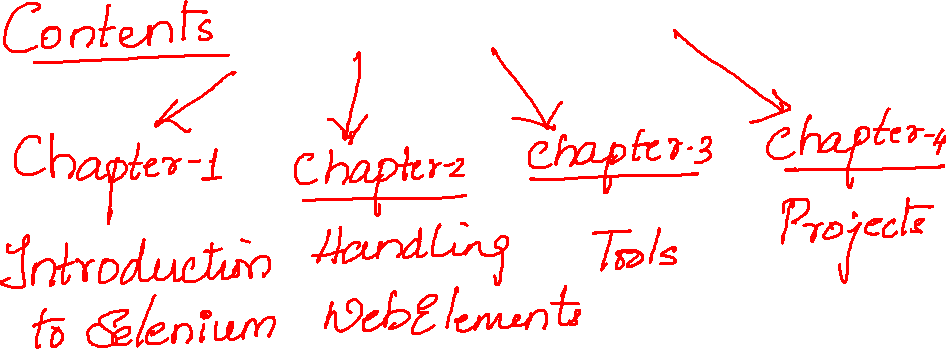 Contents
Chapter-1
Introduction
to Selenium
Chapter-2
Handling
WebElements
Chapter-3
Tools
Chapter-4
Projects